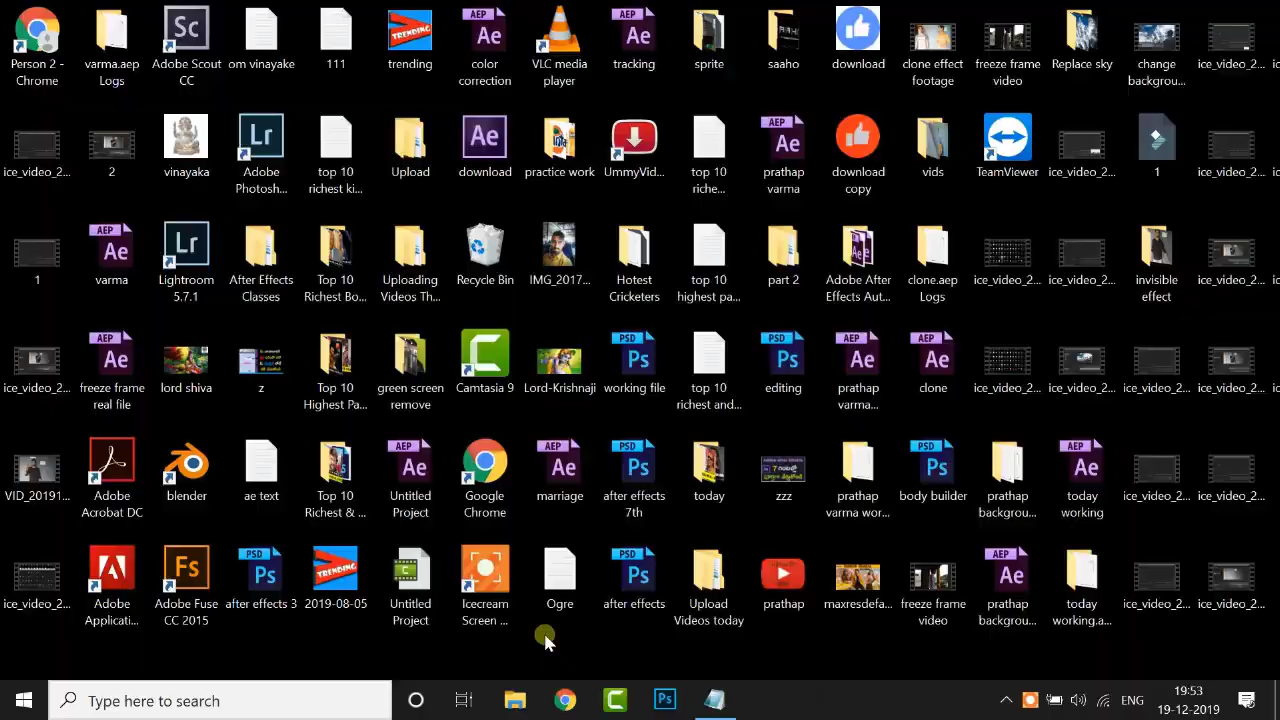 Person 2 -
Chrome
varma.aep
Logs
Adobe Scout
CC
om vinayake
111
trending
color
correction
VLC media
player
tracking
sprite
saaho
download
clone effect
footage
freeze frame
video
Replace sky
change
backgrou...
ice_video_2...
ice_video_2...
2
vinayaka
Adobe
Photosh...
top 10
richest ki...
Upload
download
practice work
UmmyVid...
top 10
riche...
prathap
varma
download
copy
vids
TeamViewer
ice_video_2...
1
ice_video_2...
1
varma
Lightroom
5.7.1
After Effects
Classes
Top 10
Richest Bo...
Uploading
Videos Th...
Recycle Bin
IMG_2017...
Hotest
Cricketers
top 10
highest pa...
part 2
Adobe After
Effects Aut...
clone.aep
Logs
ice_video_2...
ice_video_2...
invisible
effect
ice_video_2...
ice_video_2...
freeze frame
real file
lord shiva
z
Top 10
Highest Pa...
green screen
remove
Camtasia 9
Lord-Krishnaji
working file
top 10
richest and...
editing
prathap
varma...
clone
ice_video_2...
ice_video_2...
ice_video_2...
ice_video_2...
VID_20191...
Adobe
Acrobat DC
blender
ae text
Top 10
Richest & ...
Untitled
Project
Google
Chrome
marriage
after effects
7th
today
zzz
prathap
varma wor...
body builder
prathap
backgrou...
today
working
ice_video_2...
ice_video_2...
ice_video_2...
Adobe
Applicati...
Adobe Fuse
CC 2015
after effects 3
2019-08-05
Untitled
Project
Icecream
Screen ...
Ogre
after effects
Upload
Videos today
prathap
maxresdefa...
freeze frame
video
prathap
backgrou...
today
working.a...
ice_video_2...
ice_video_2...
Type here to search
ENG
19:53
19-12-2019